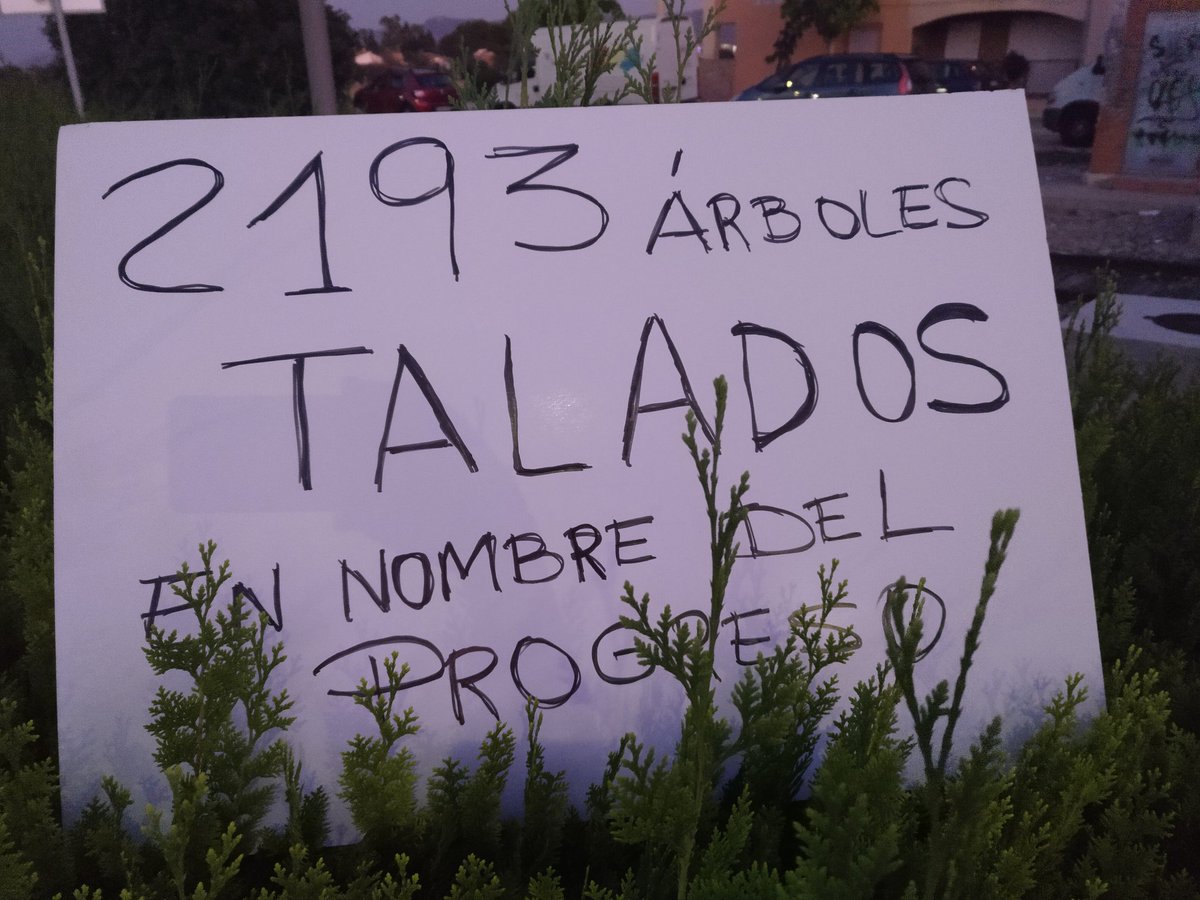 2193 ÁRBOLES
TALADOS
EN NOMBRE DEL
PROGRESO